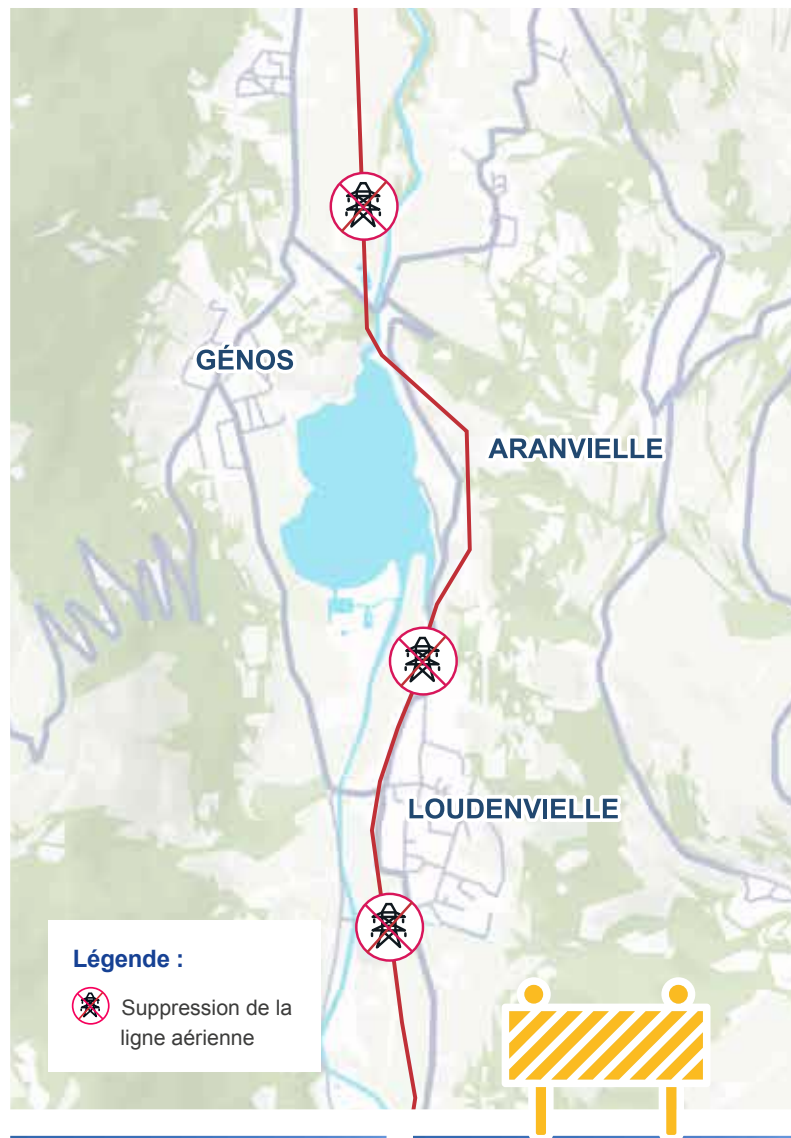 GÉNOS
ARANVIELLE
LOUDENVIELLE
Légende :
Suppression de la
ligne aérienne